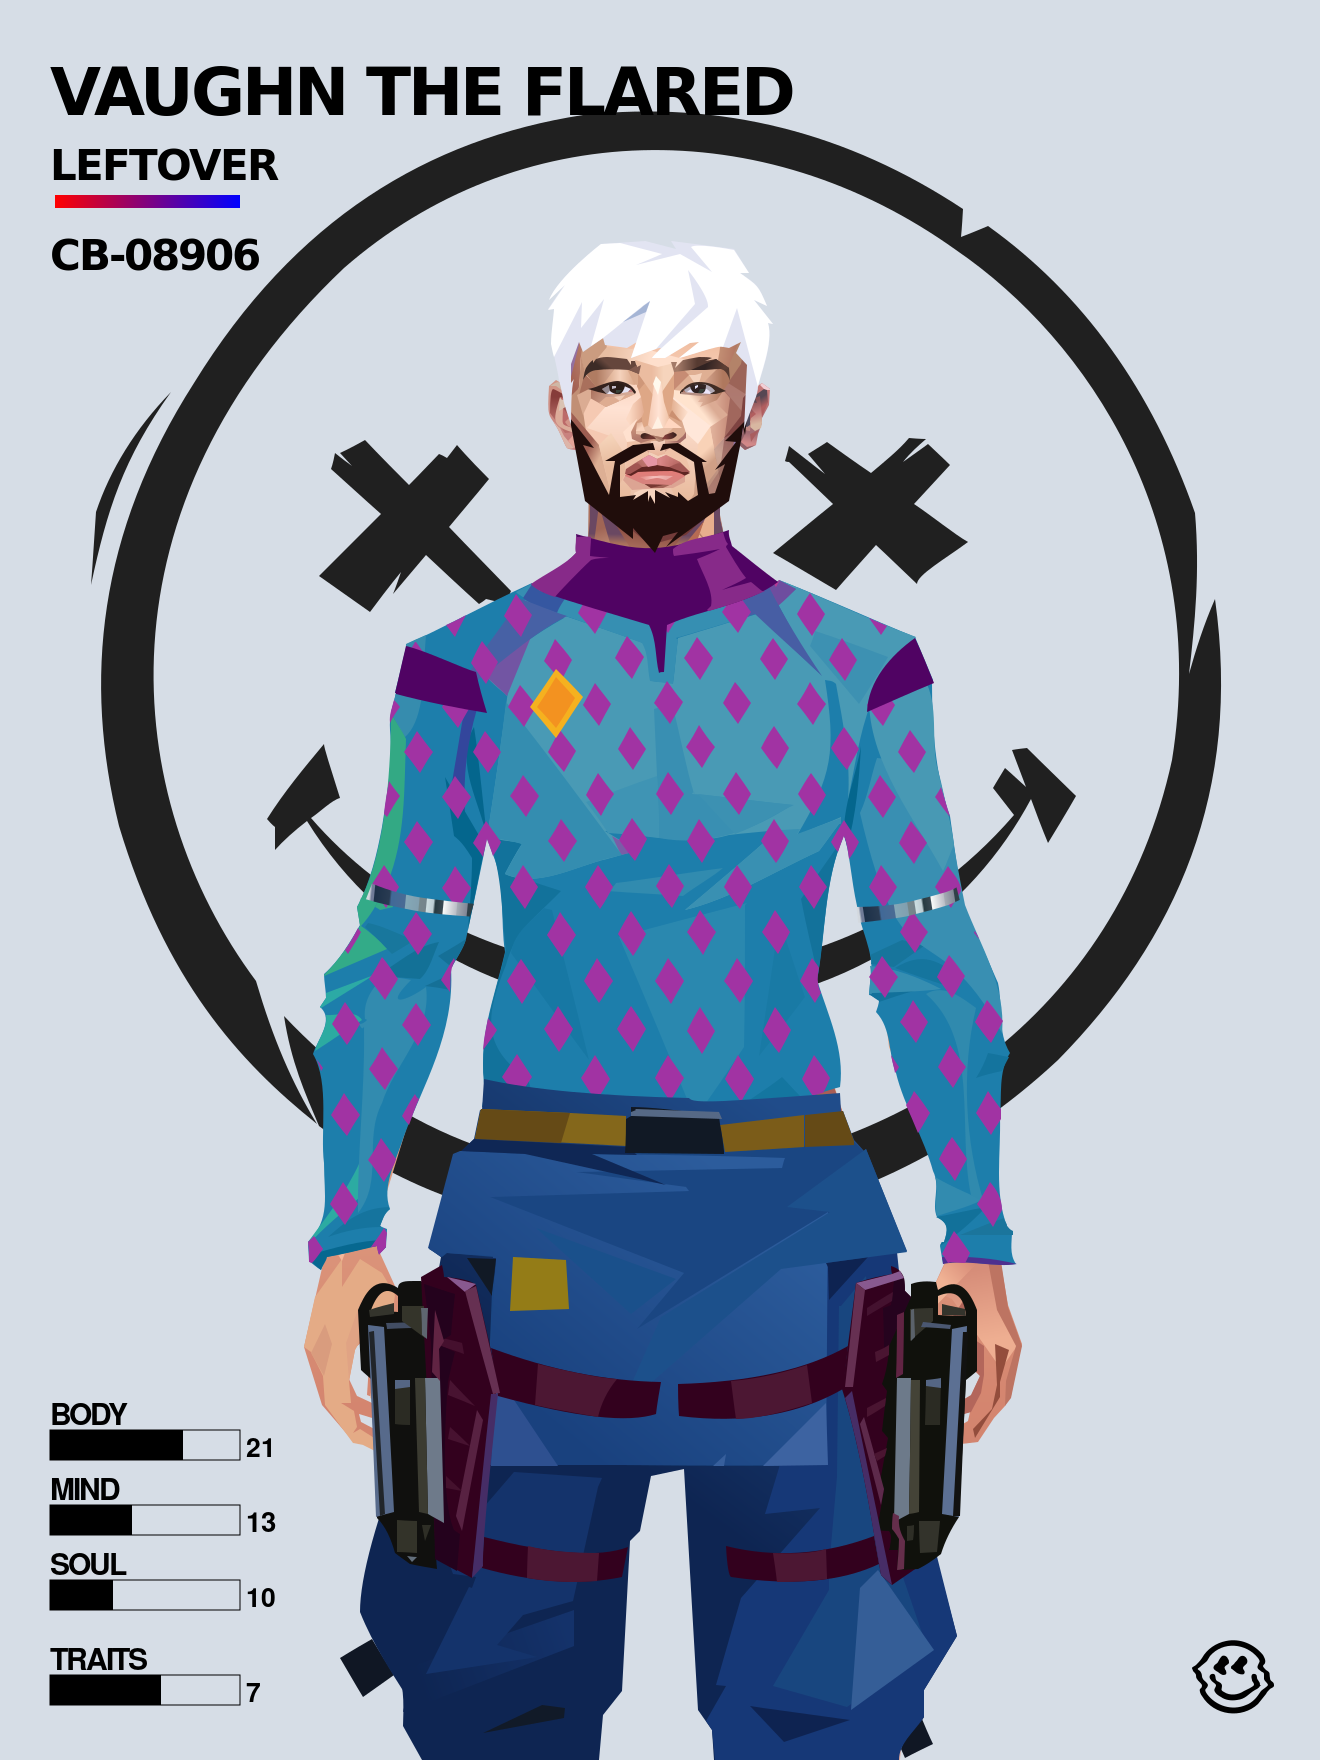 VAUGHN THE FLARED
LEFTOVER
CB-08906
BODY
21
MIND
13
SOUL
10
TRAITS
7